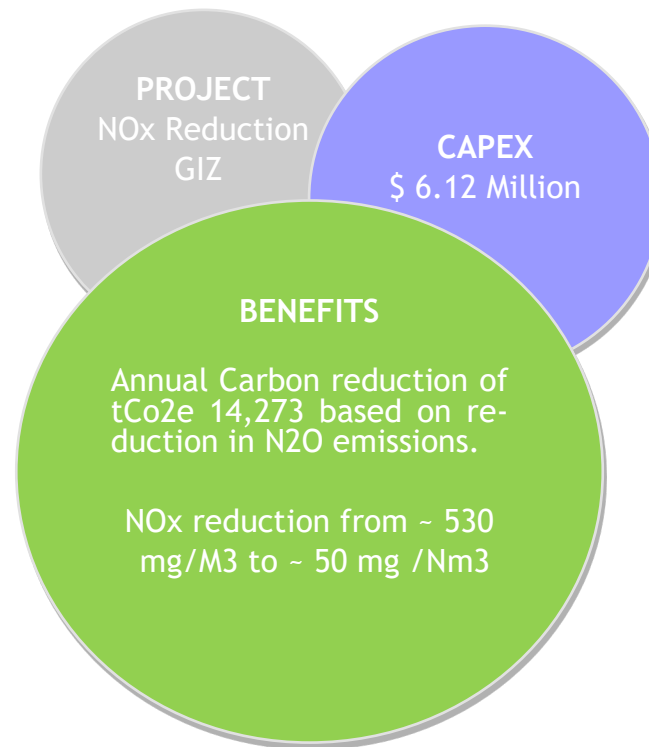 PROJECT
NOx Reduction
GIZ
CAPEX
$ 6.12 Million
BENEFITS
Annual Carbon reduction of
tCo2e 14,273 based on re-
duction in N2O emissions.
NOx reduction from ~ 530
mg/M3 to ~ 50 mg /Nm3